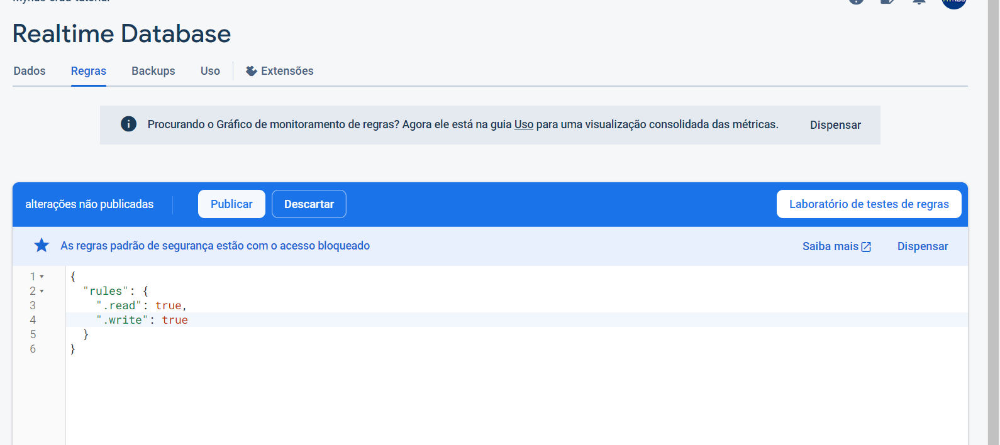 Realtime Database
Dados Regras Backups Uso Extensões
Procurando o Gráfico de monitoramento de regras? Agora ele está na guia Uso para uma visualização consolidada das métricas. Dispensar
alterações não publicadas Publicar Descartar Laboratório de testes de regras
As regras padrão de segurança estão com o acesso bloqueado Saiba mais Dispensar
1 {
2 "rules": {
3 ".read": true,
4 ".write": true
5 }
6 }